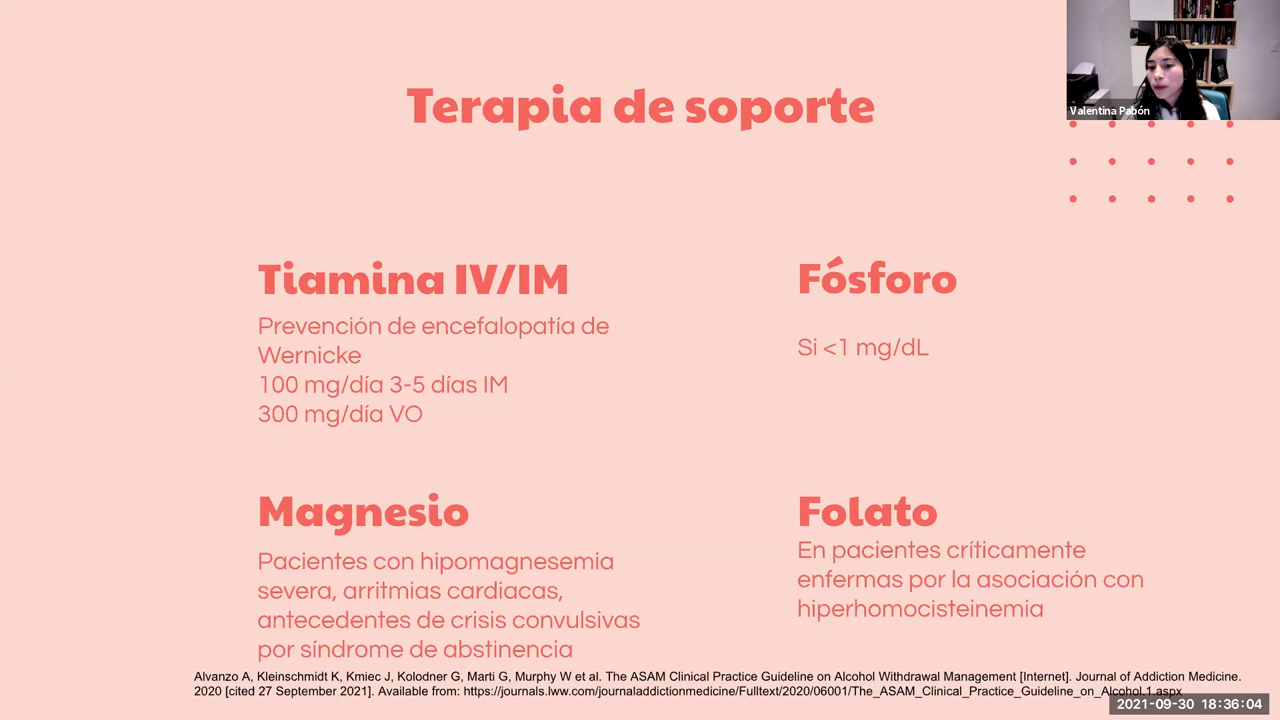 Terapia de soporte
Valentina Pabón
Tiamina IV/IM
Prevención de encefalopatía de
Wernicke
100 mg/día 3-5 días IM
300 mg/día VO
Fósforo
Si <1 mg/dL
Magnesio
Pacientes con hipomagnesemia
severa, arritmias cardiacas,
antecedentes de crisis convulsivas
por síndrome de abstinencia
Folato
En pacientes críticamente
enfermas por la asociación con
hiperhomocisteinemia
Alvanzo A, Kleinschmidt K, Kmiec J, Kolodner G, Marti G, Murphy W et al. The ASAM Clinical Practice Guideline on Alcohol Withdrawal Management [Internet]. Journal of Addiction Medicine.
2020 [cited 27 September 2021]. Available from: https://journals.lww.com/journaladdictionmedicine/Fulltext/2020/06001/The_ASAM_Clinical_Practice_Guideline_on_Alcohol.1.aspx
2021-09-30 18:36:04